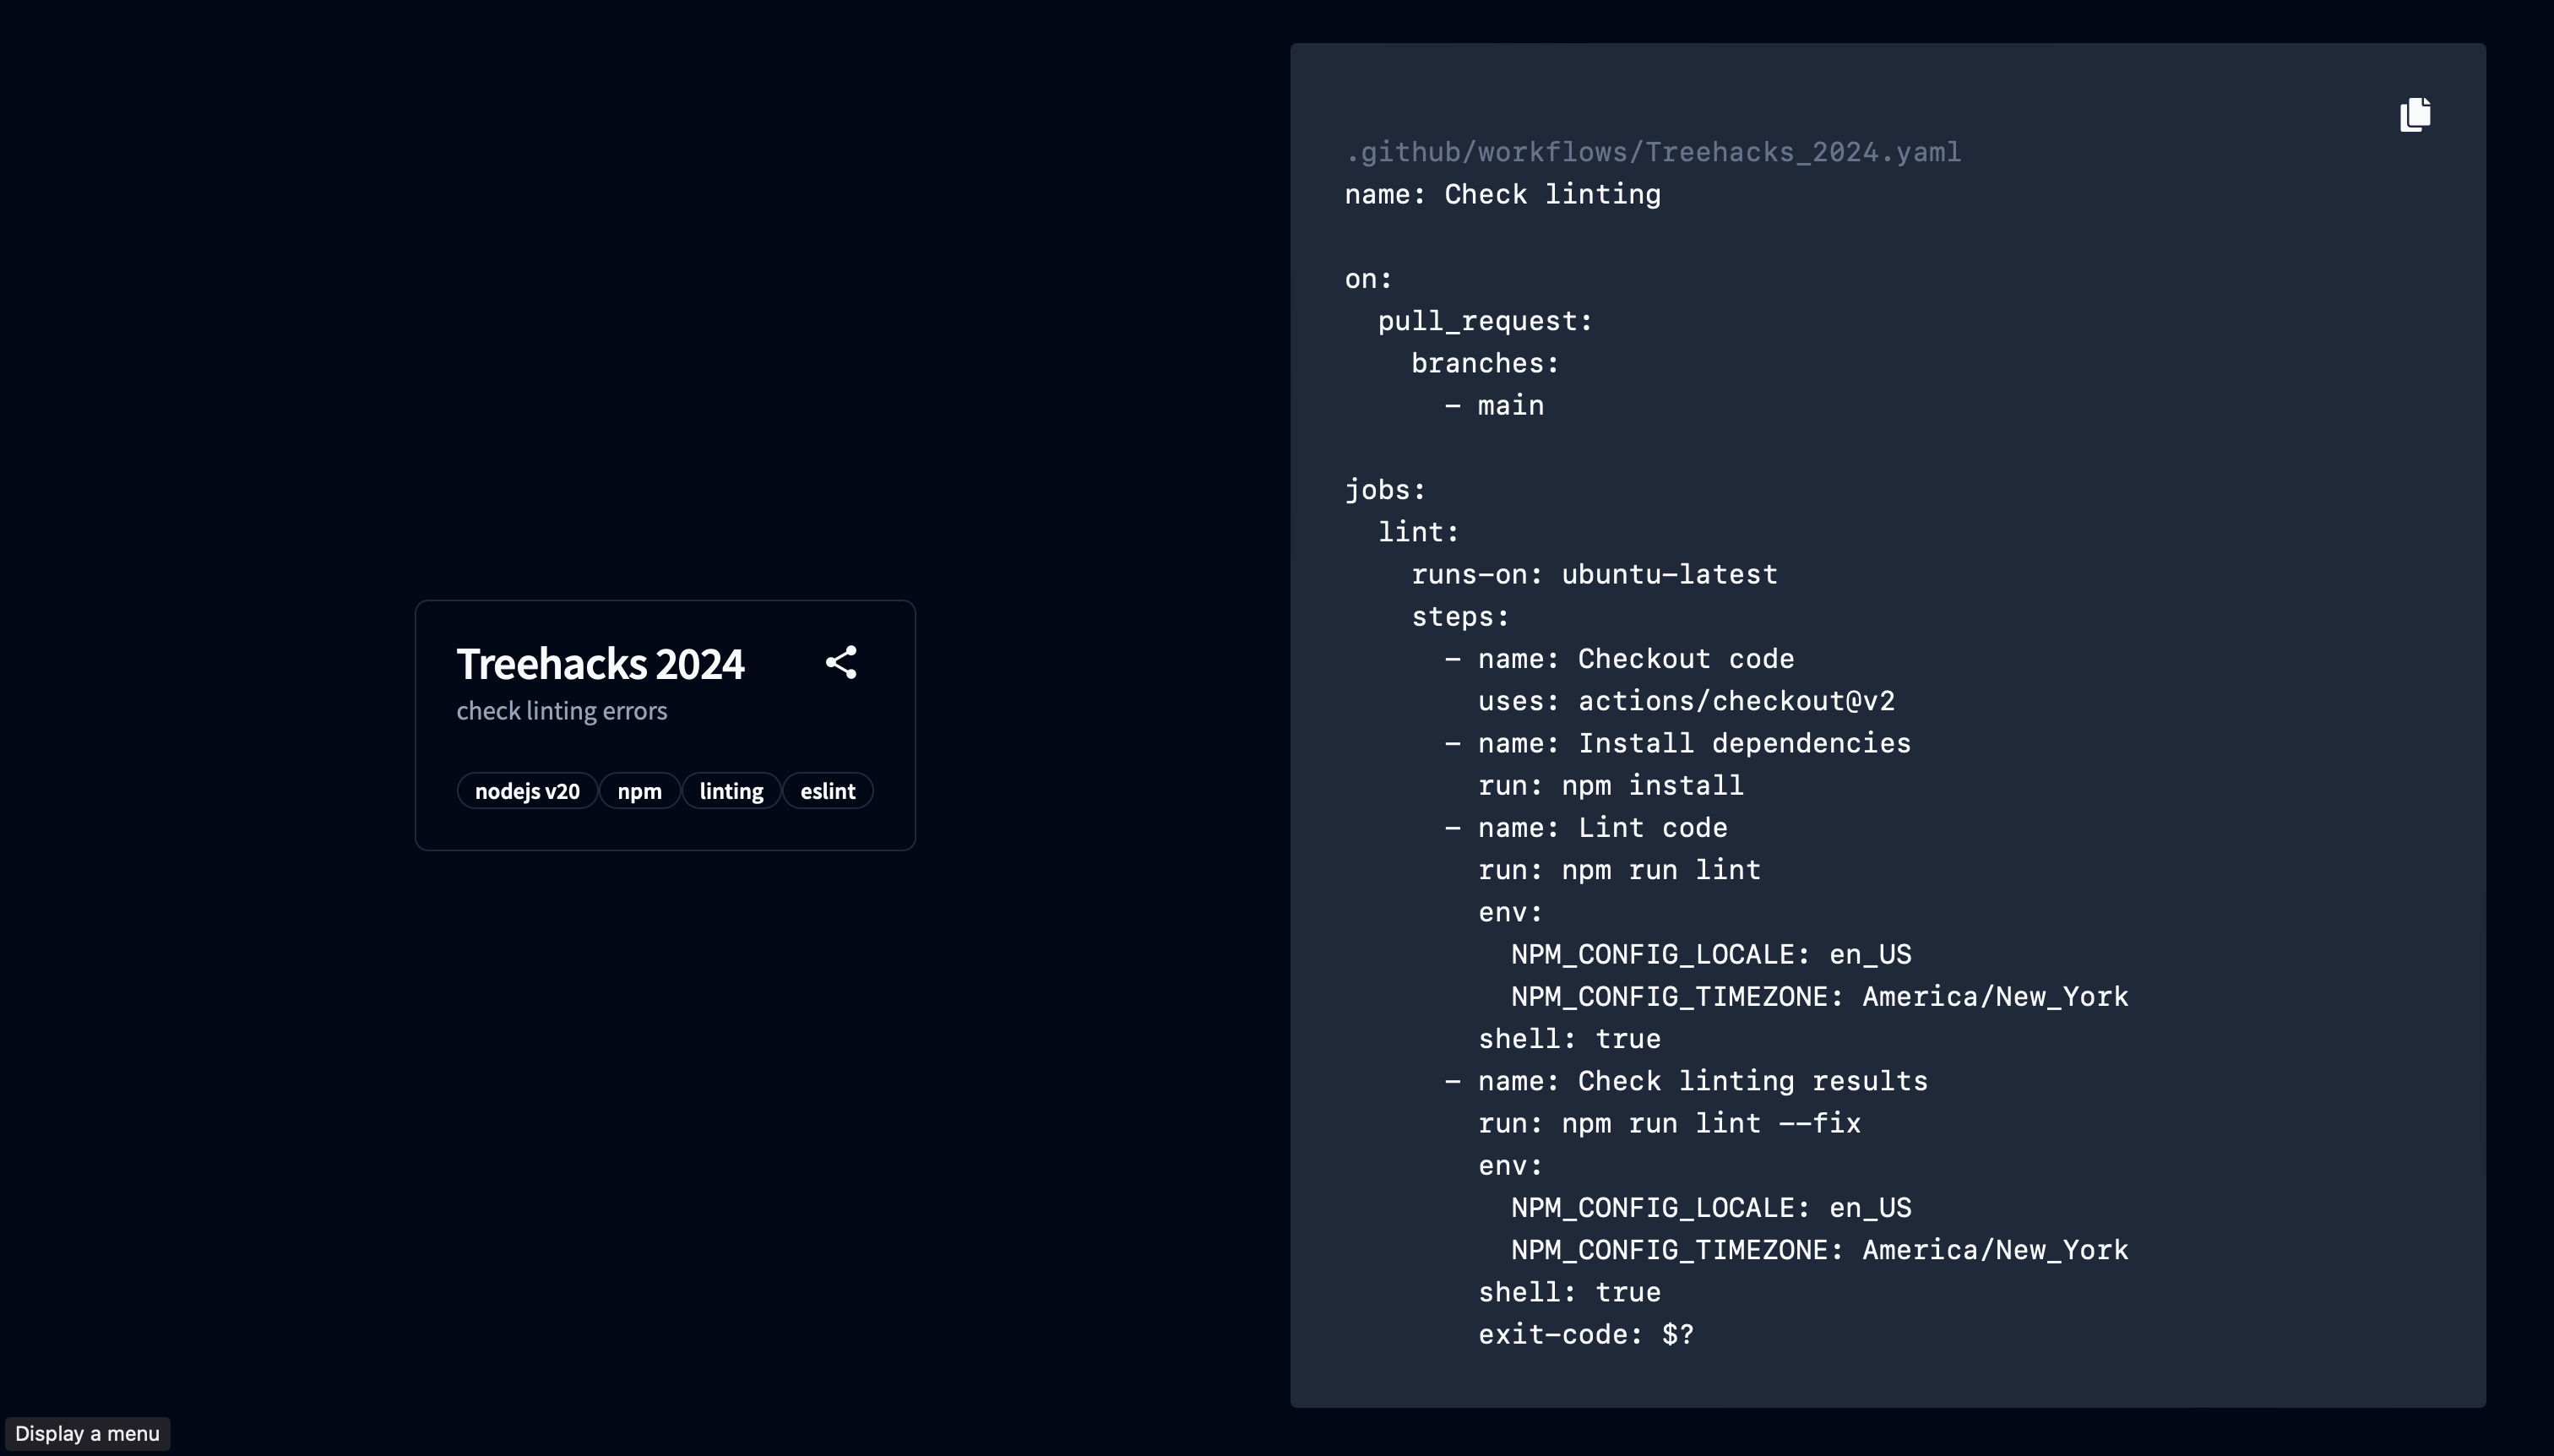 Treehacks 2024
check linting errors
nodejs v20 npm linting eslint
.github/workflows/Treehacks_2024.yaml
name: Check linting

on:
  pull_request:
    branches:
      - main

jobs:
  lint:
    runs-on: ubuntu-latest
    steps:
      - name: Checkout code
        uses: actions/checkout@v2
      - name: Install dependencies
        run: npm install
      - name: Lint code
        run: npm run lint
        env:
          NPM_CONFIG_LOCALE: en_US
          NPM_CONFIG_TIMEZONE: America/New_York
        shell: true
      - name: Check linting results
        run: npm run lint --fix
        env:
          NPM_CONFIG_LOCALE: en_US
          NPM_CONFIG_TIMEZONE: America/New_York
        shell: true
        exit-code: $?
Display a menu